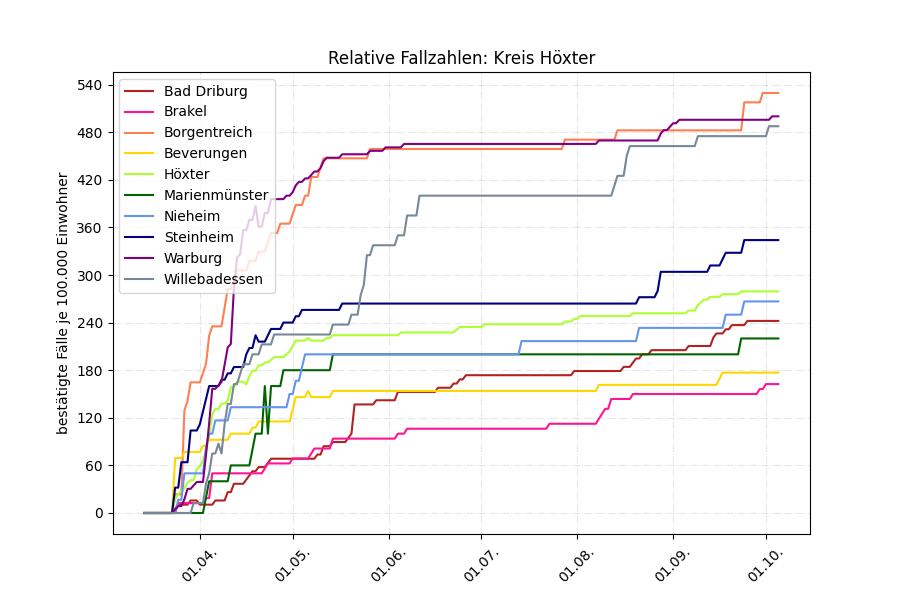 Relative Fallzahlen: Kreis Höxter
bestätigte Fälle je 100.000 Einwohner
540
480
420
360
300
240
180
120
60
0
Bad Driburg
Brakel
Borgentreich
Beverungen
Höxter
Marienmünster
Nieheim
Steinheim
Warburg
Willebadessen
01.04.
01.05.
01.06.
01.07.
01.08.
01.09.
01.10.